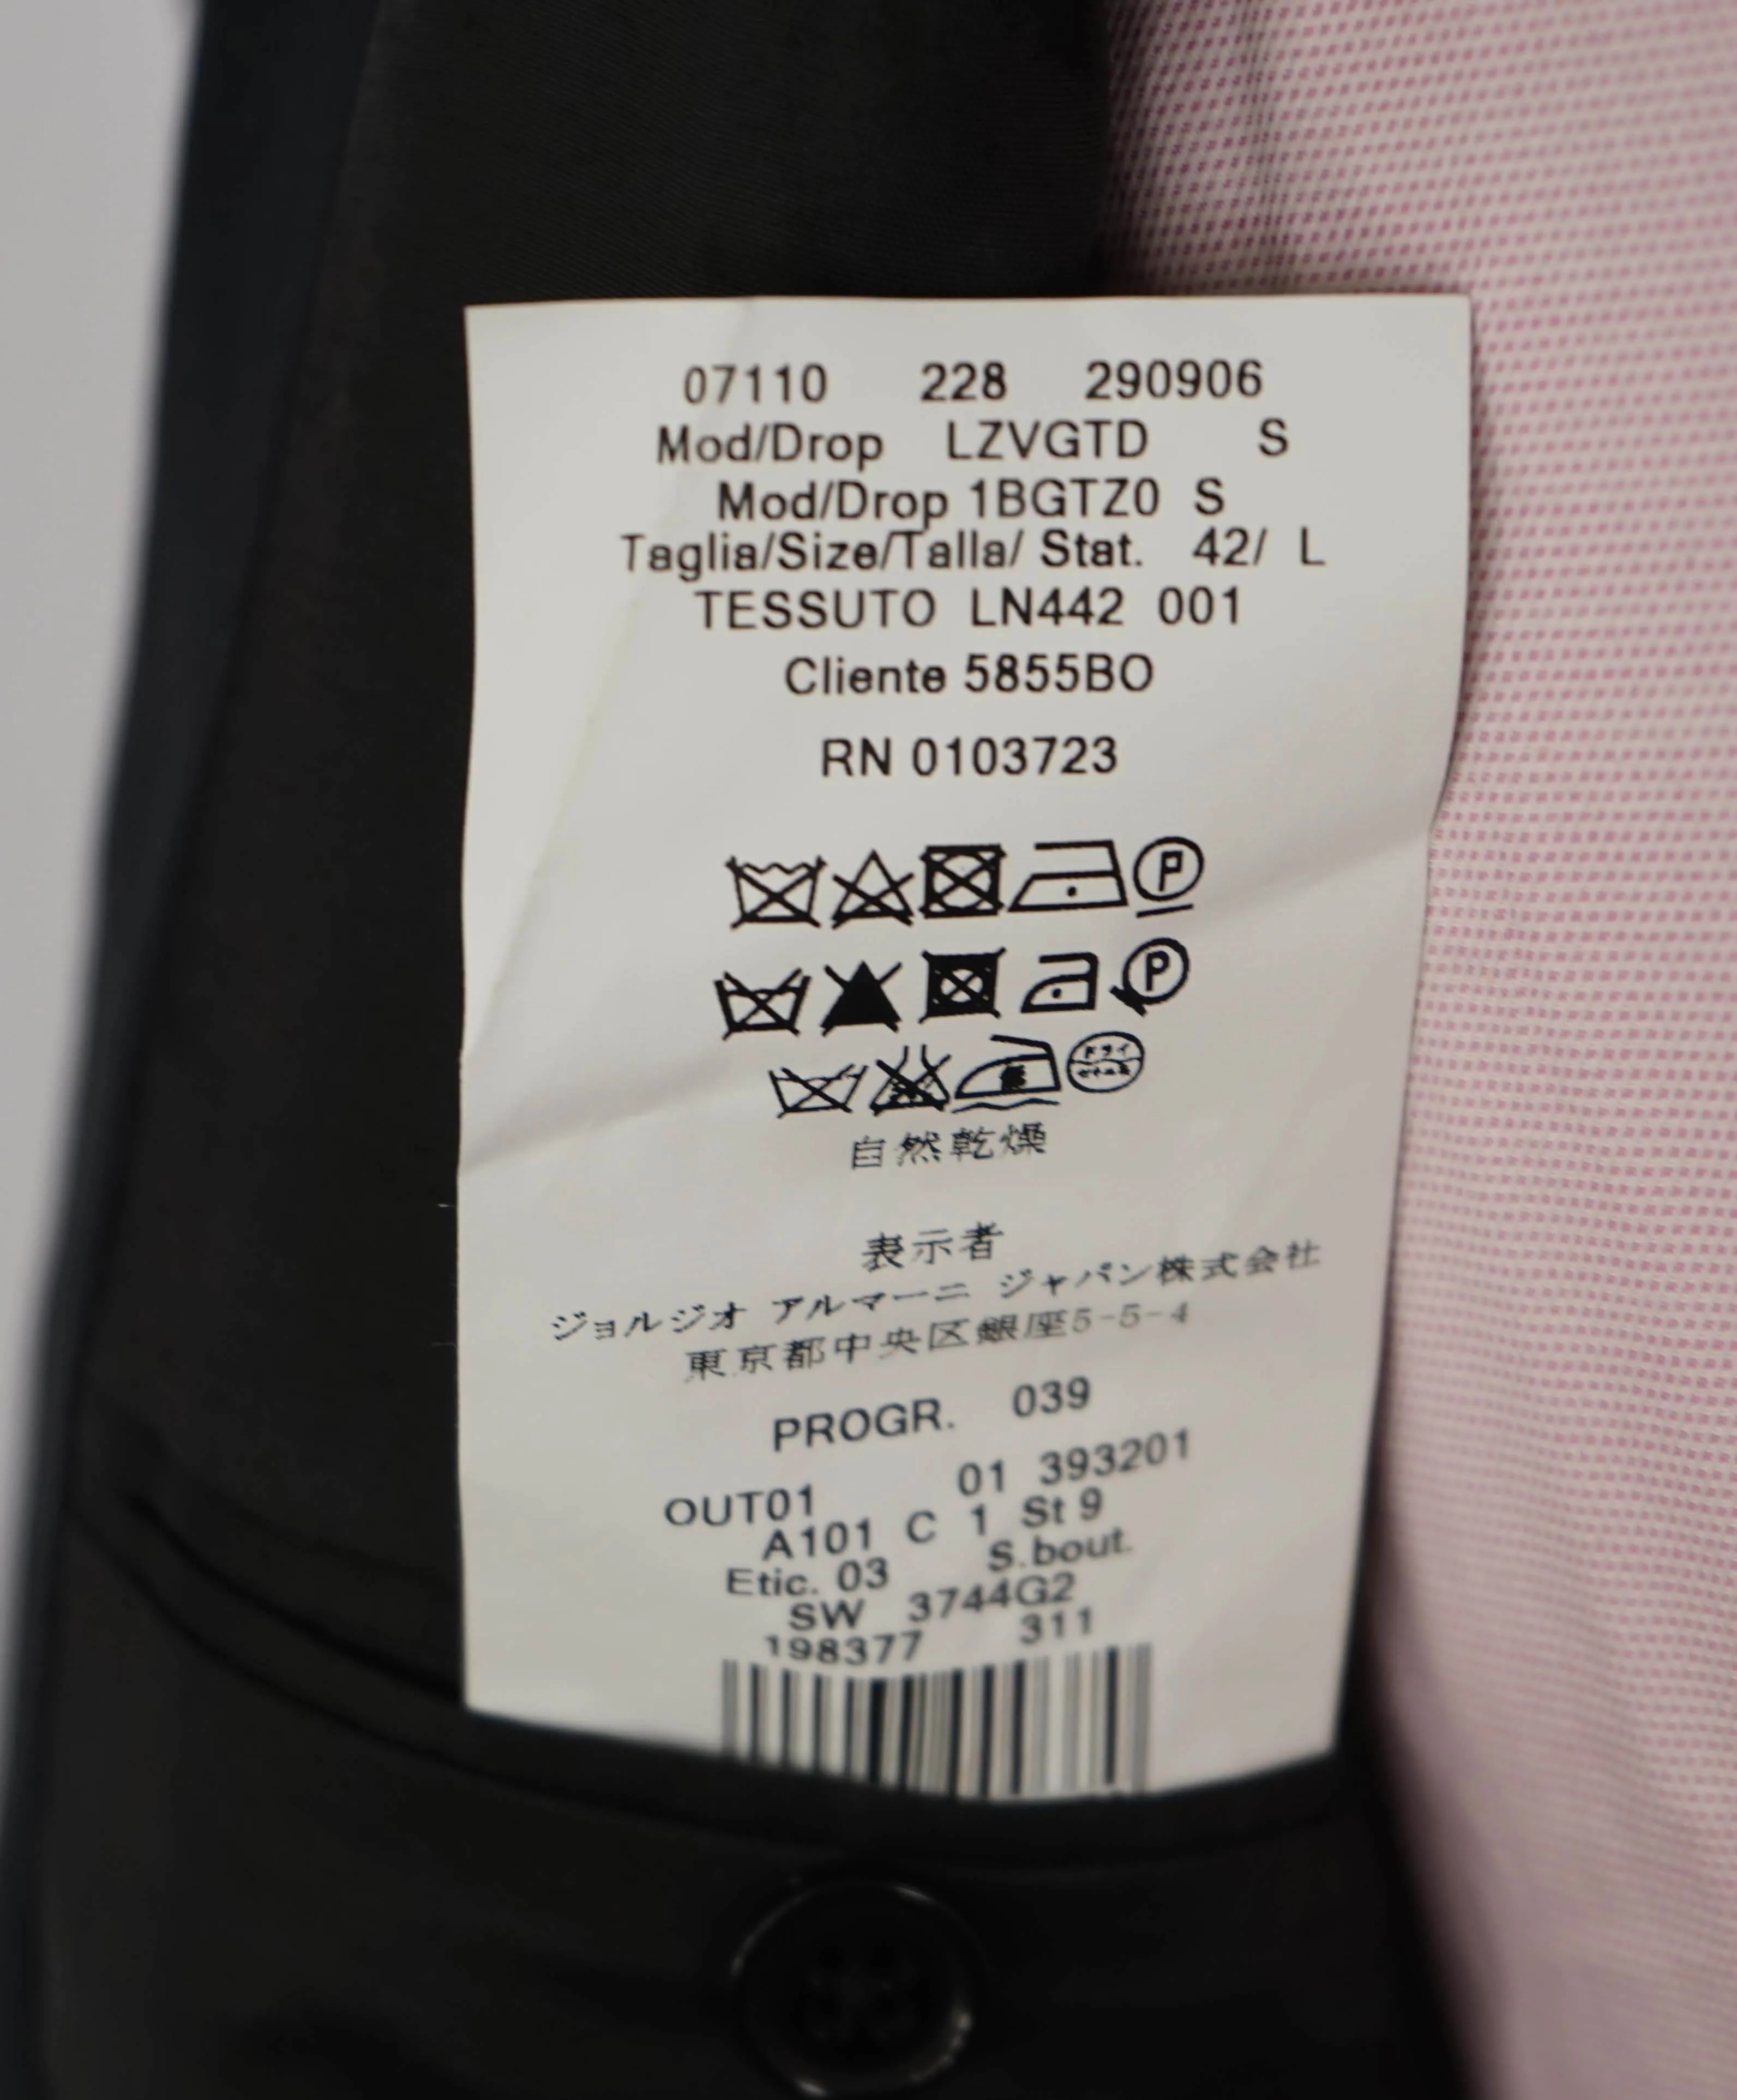 07110 228 290906
Mod/Drop LZVGTD S
Mod/Drop 1BGTZ0 S
Taglia/Size/Talla/ Stat. 42/ L
TESSUTO LN442 001
Cliente 5855BO
RN 0103723
P
P
ドライ
自然乾燥
表示者
ジョルジオ アルマーニ ジャパン株式会社
東京都中央区銀座5-5-4
PROGR. 039
OUT01 01 393201
A101 C 1 St 9
Etic. 03 S.bout.
SW 3744G2
198377 311